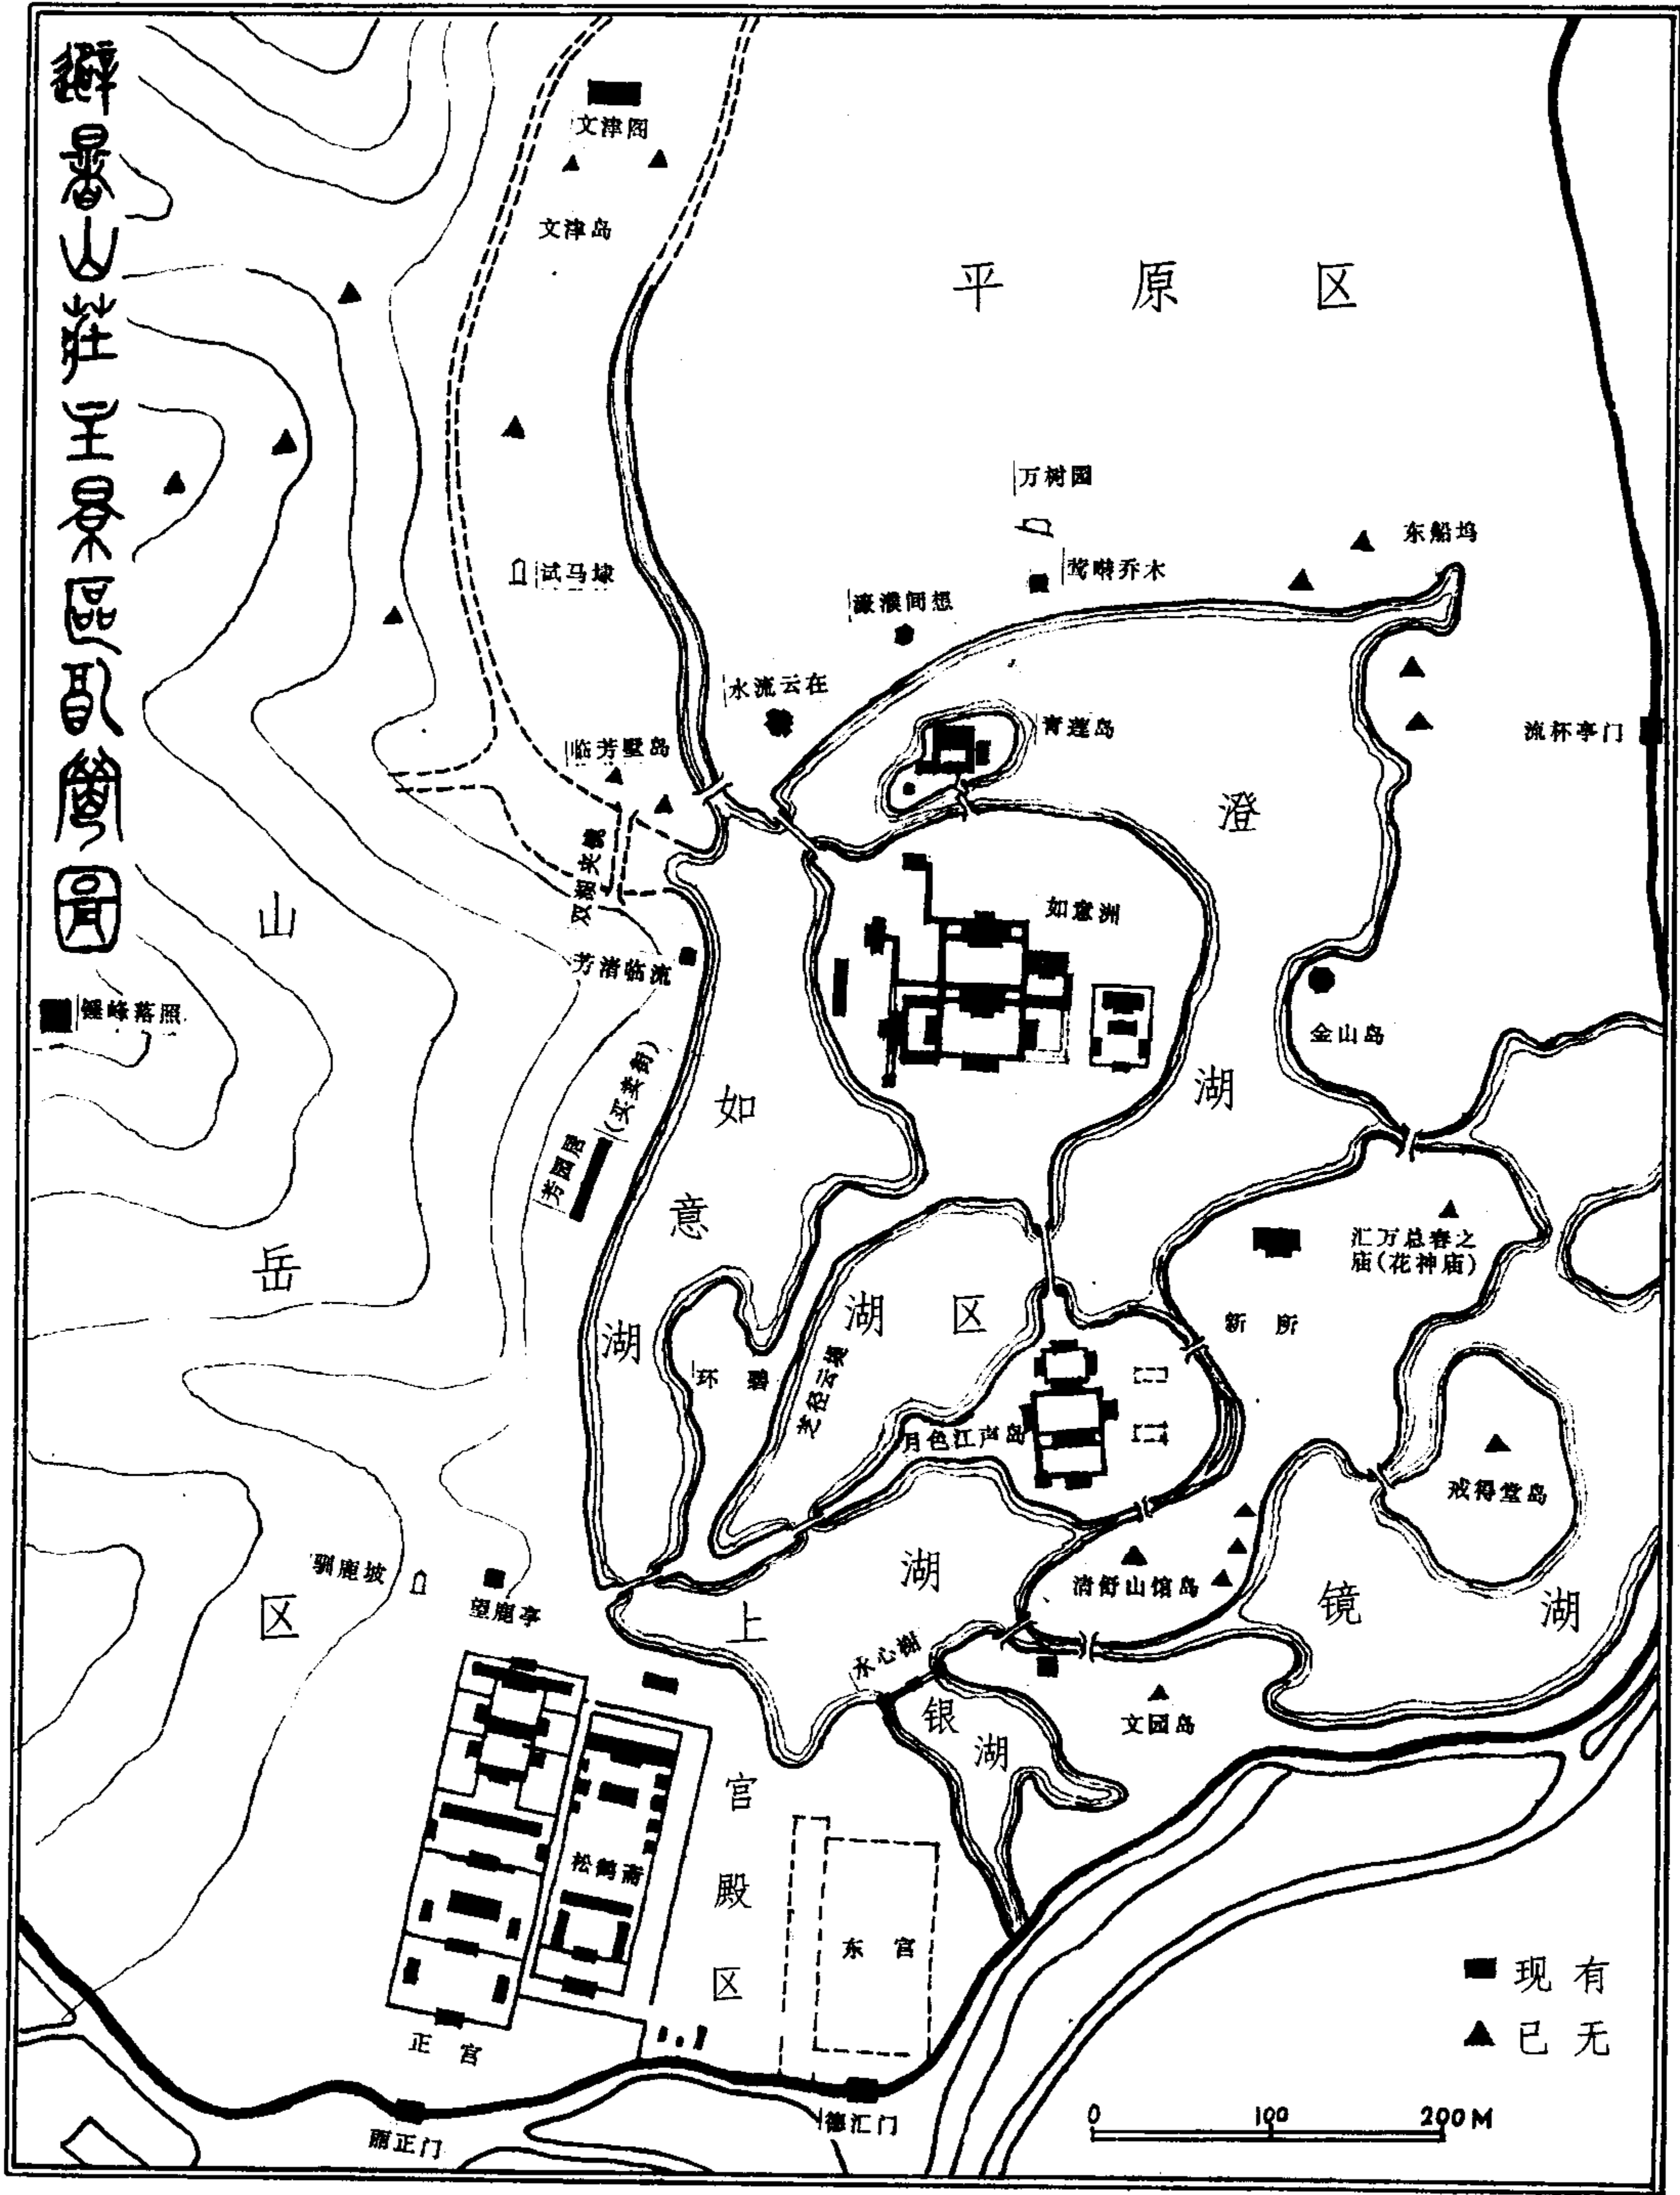 避暑山莊主景區配置圖
文津阁
文津岛
平原区
万树园
东船坞
莺啭乔木
试马埭
濠濮间想
水流云在
青莲岛
流杯亭门
临芳墅岛
澄湖
双湖夹镜
如意洲
芳渚临流
锤峰落照
金山岛
山岳区
(买卖街)
芳园居
如意湖
汇万总春之
庙(花神庙)
湖区
新所
环碧
芝径云堤
月色江声岛
戒得堂岛
驯鹿坡
望鹿亭
上湖
清舒山馆岛
镜湖
水心榭
银湖
文园岛
宫殿区
松鹤斋
东宫
正宫
德汇门
丽正门
现有
已无
0 100 200M